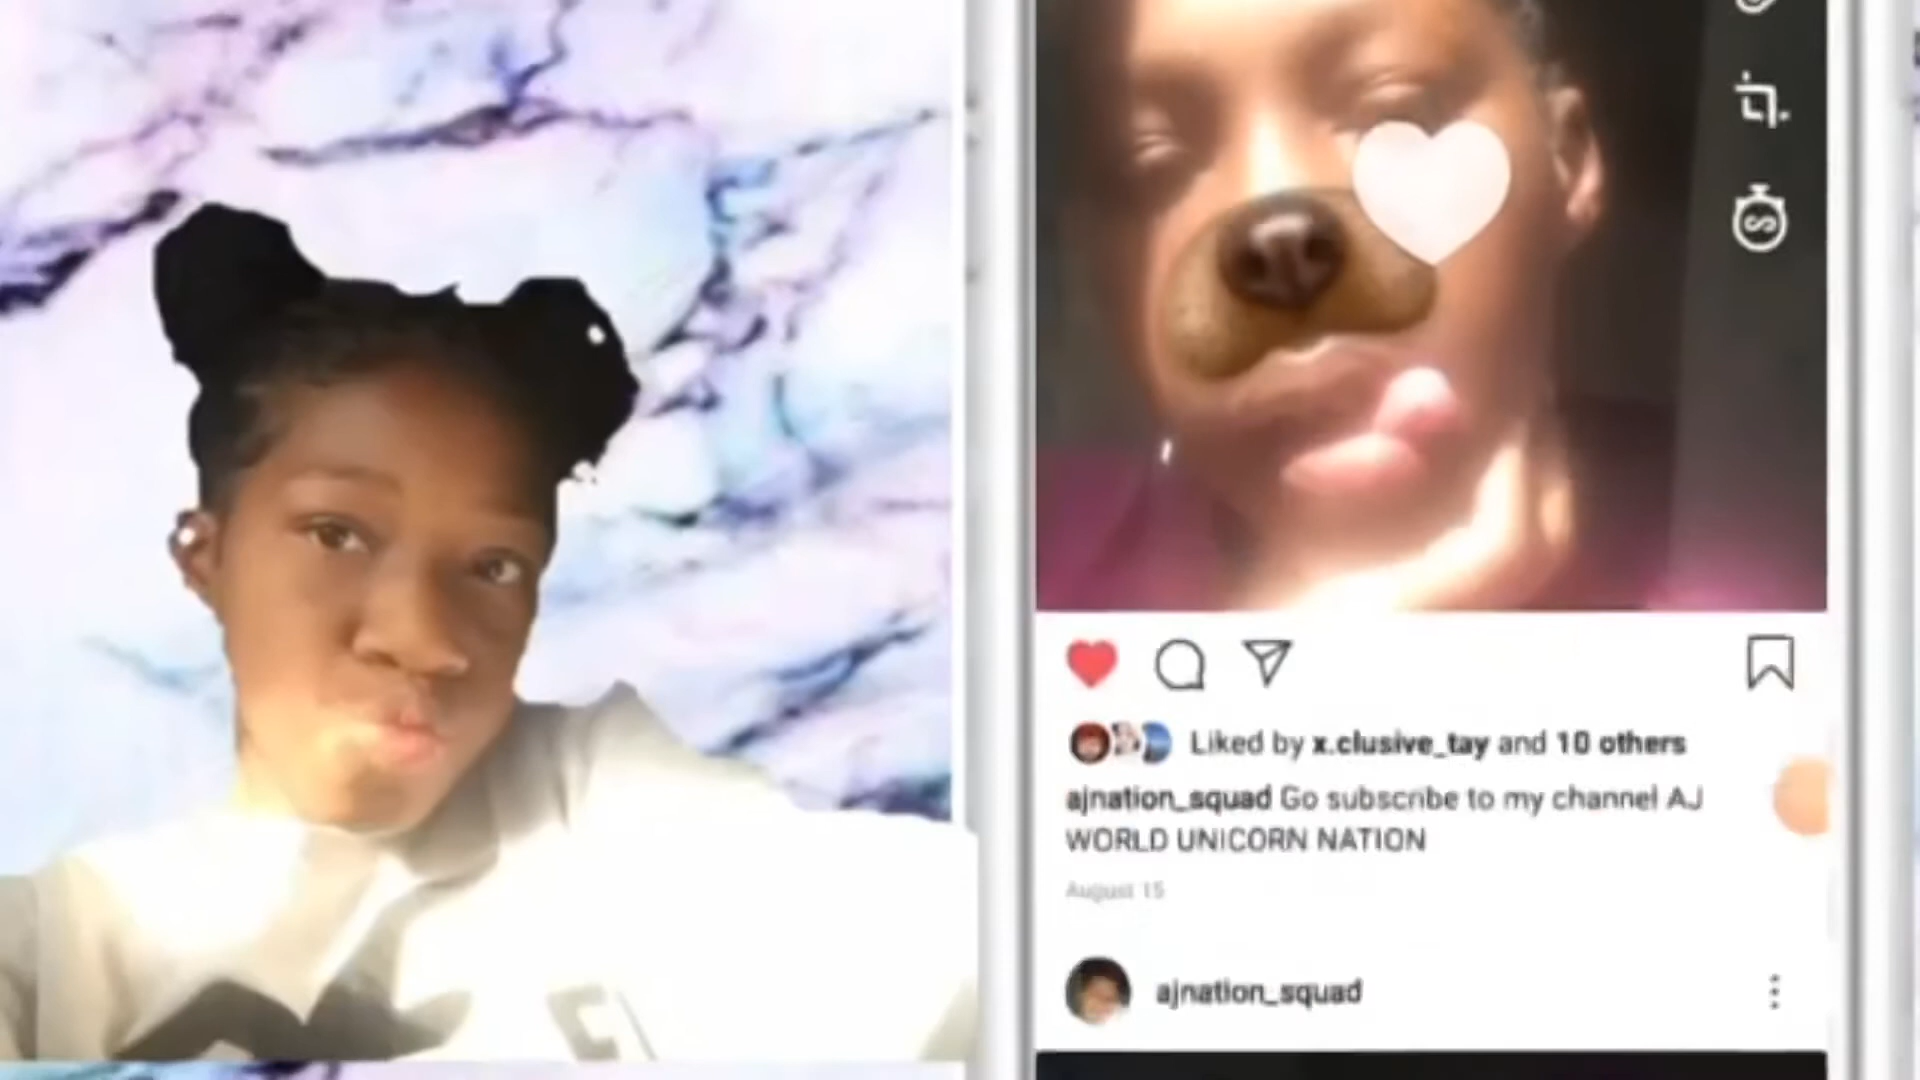 Liked by x.clusive_tay and 10 others
ajnation_squad Go subscribe to my channel AJ
WORLD UNICORN NATION
August 15
ajnation_squad